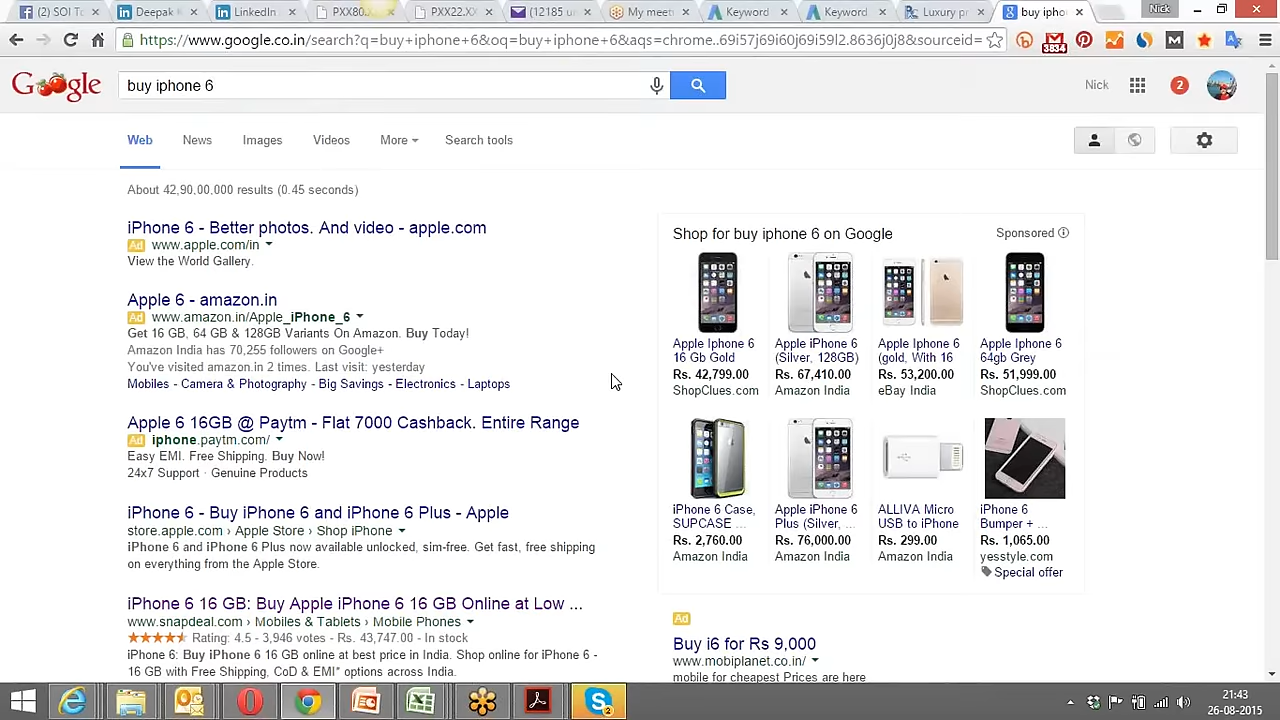 (2) SOI T
Deepak
LinkedIn
PXX80
PXX22.XX
(12185 u
My meeti
Keyword
Keyword
Luxury pr
buy ipho
Nick
https://www.google.co.in/search?q=buy+iphone+6&oq=buy+iphone+6&aqs=chrome..69i57j69i60j69i59l2.8636j0j8&sourceid=
3834
Google
buy iphone 6
Nick
2
Web
News
Images
Videos
More
Search tools
About 42,90,00,000 results (0.45 seconds)
iPhone 6 - Better photos. And video - apple.com
Ad www.apple.com/in
View the World Gallery.
Apple 6 - amazon.in
Ad www.amazon.in/Apple_iPhone_6
Get 16 GB, 64 GB & 128GB Variants On Amazon. Buy Today!
Amazon India has 70,255 followers on Google+
You've visited amazon.in 2 times. Last visit: yesterday
Mobiles - Camera & Photography - Big Savings - Electronics - Laptops
Apple 6 16GB @ Paytm - Flat 7000 Cashback. Entire Range
Ad iphone.paytm.com/
Easy EMI. Free Shipping. Buy Now!
24x7 Support · Genuine Products
iPhone 6 - Buy iPhone 6 and iPhone 6 Plus - Apple
store.apple.com › Apple Store › Shop iPhone
iPhone 6 and iPhone 6 Plus now available unlocked, sim-free. Get fast, free shipping
on everything from the Apple Store.
iPhone 6 16 GB: Buy Apple iPhone 6 16 GB Online at Low ...
www.snapdeal.com › Mobiles & Tablets › Mobile Phones
Rating: 4.5 - 3,946 votes - Rs. 43,747.00 - In stock
iPhone 6: Buy iPhone 6 16 GB online at best price in India. Shop online for iPhone 6 -
16 GB with Free Shipping, CoD & EMI* options across India.
Shop for buy iphone 6 on Google
Sponsored
Apple Iphone 6
16 Gb Gold
Rs. 42,799.00
ShopClues.com
Apple iPhone 6
(Silver, 128GB)
Rs. 67,410.00
Amazon India
Apple Iphone 6
(gold, With 16
Rs. 53,200.00
eBay India
Apple Iphone 6
64gb Grey
Rs. 51,999.00
ShopClues.com
iPhone 6 Case,
SUPCASE ...
Rs. 2,760.00
Amazon India
Apple iPhone 6
Plus (Silver, ...
Rs. 76,000.00
Amazon India
ALLIVA Micro
USB to iPhone
Rs. 299.00
Amazon India
iPhone 6
Bumper + ...
Rs. 1,065.00
yesstyle.com
Special offer
Ad
Buy i6 for Rs 9,000
www.mobiplanet.co.in/
mobile for cheapest Prices are here
21:43
26-08-2015